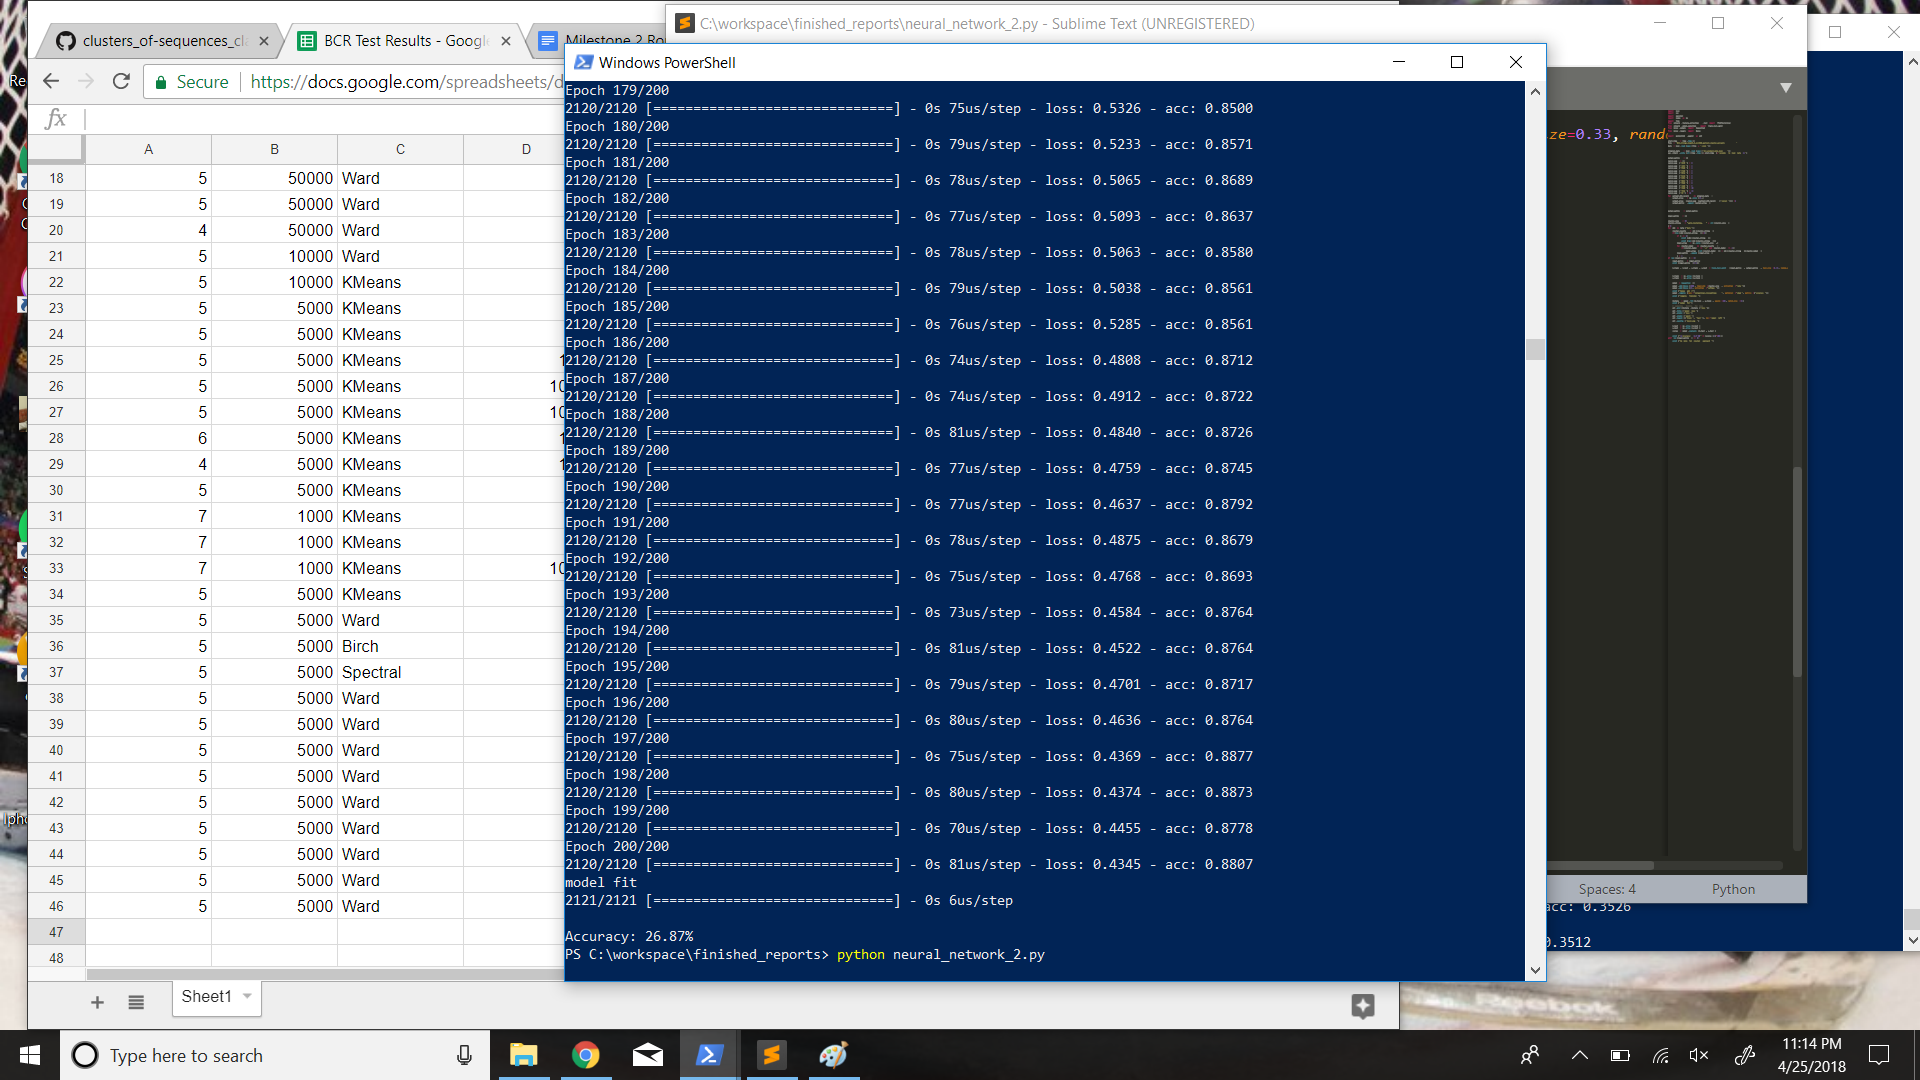 clusters_of-sequences_cl
BCR Test Results - Google
Milestone 2 Ro
Secure
https://docs.google.com/spreadsheets/d
fx
A B C D
18 5 50000 Ward
19 5 50000 Ward
20 4 50000 Ward
21 5 10000 Ward
22 5 10000 KMeans
23 5 5000 KMeans
24 5 5000 KMeans
25 5 5000 KMeans 1
26 5 5000 KMeans 10
27 5 5000 KMeans 10
28 6 5000 KMeans 1
29 4 5000 KMeans 1
30 5 5000 KMeans
31 7 1000 KMeans
32 7 1000 KMeans
33 7 1000 KMeans 10
34 5 5000 KMeans
35 5 5000 Ward
36 5 5000 Birch
37 5 5000 Spectral
38 5 5000 Ward
39 5 5000 Ward
40 5 5000 Ward
41 5 5000 Ward
42 5 5000 Ward
43 5 5000 Ward
44 5 5000 Ward
45 5 5000 Ward
46 5 5000 Ward
47
48
Sheet1
C:\workspace\finished_reports\neural_network_2.py - Sublime Text (UNREGISTERED)
ze=0.33, rand
Spaces: 4 Python
Windows PowerShell
Epoch 179/200
2120/2120 [==============================] - 0s 75us/step - loss: 0.5326 - acc: 0.8500
Epoch 180/200
2120/2120 [==============================] - 0s 79us/step - loss: 0.5233 - acc: 0.8571
Epoch 181/200
2120/2120 [==============================] - 0s 78us/step - loss: 0.5065 - acc: 0.8689
Epoch 182/200
2120/2120 [==============================] - 0s 77us/step - loss: 0.5093 - acc: 0.8637
Epoch 183/200
2120/2120 [==============================] - 0s 78us/step - loss: 0.5063 - acc: 0.8580
Epoch 184/200
2120/2120 [==============================] - 0s 79us/step - loss: 0.5038 - acc: 0.8561
Epoch 185/200
2120/2120 [==============================] - 0s 76us/step - loss: 0.5285 - acc: 0.8561
Epoch 186/200
2120/2120 [==============================] - 0s 74us/step - loss: 0.4808 - acc: 0.8712
Epoch 187/200
2120/2120 [==============================] - 0s 74us/step - loss: 0.4912 - acc: 0.8722
Epoch 188/200
2120/2120 [==============================] - 0s 81us/step - loss: 0.4840 - acc: 0.8726
Epoch 189/200
2120/2120 [==============================] - 0s 77us/step - loss: 0.4759 - acc: 0.8745
Epoch 190/200
2120/2120 [==============================] - 0s 77us/step - loss: 0.4637 - acc: 0.8792
Epoch 191/200
2120/2120 [==============================] - 0s 78us/step - loss: 0.4875 - acc: 0.8679
Epoch 192/200
2120/2120 [==============================] - 0s 75us/step - loss: 0.4768 - acc: 0.8693
Epoch 193/200
2120/2120 [==============================] - 0s 73us/step - loss: 0.4584 - acc: 0.8764
Epoch 194/200
2120/2120 [==============================] - 0s 81us/step - loss: 0.4522 - acc: 0.8764
Epoch 195/200
2120/2120 [==============================] - 0s 79us/step - loss: 0.4701 - acc: 0.8717
Epoch 196/200
2120/2120 [==============================] - 0s 80us/step - loss: 0.4636 - acc: 0.8764
Epoch 197/200
2120/2120 [==============================] - 0s 75us/step - loss: 0.4369 - acc: 0.8877
Epoch 198/200
2120/2120 [==============================] - 0s 80us/step - loss: 0.4374 - acc: 0.8873
Epoch 199/200
2120/2120 [==============================] - 0s 70us/step - loss: 0.4455 - acc: 0.8778
Epoch 200/200
2120/2120 [==============================] - 0s 81us/step - loss: 0.4345 - acc: 0.8807
model fit
2121/2121 [==============================] - 0s 6us/step
Accuracy: 26.87%
PS C:\workspace\finished_reports> python neural_network_2.py
acc: 0.3526
0.3512
Reebok
Type here to search
11:14 PM
4/25/2018